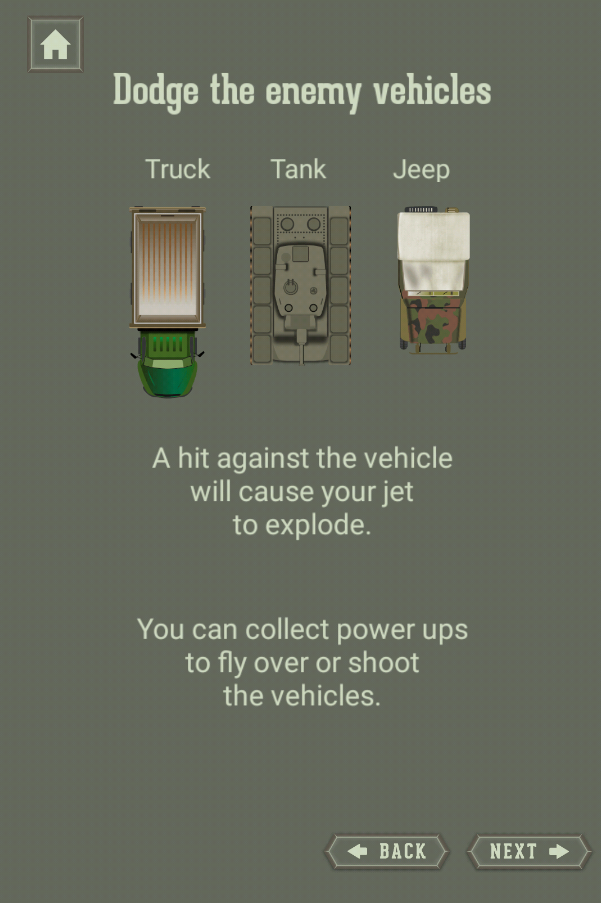 Dodge the enemy vehicles
Truck Tank Jeep
A hit against the vehicle
will cause your jet
to explode.
You can collect power ups
to fly over or shoot
the vehicles.
BACK NEXT